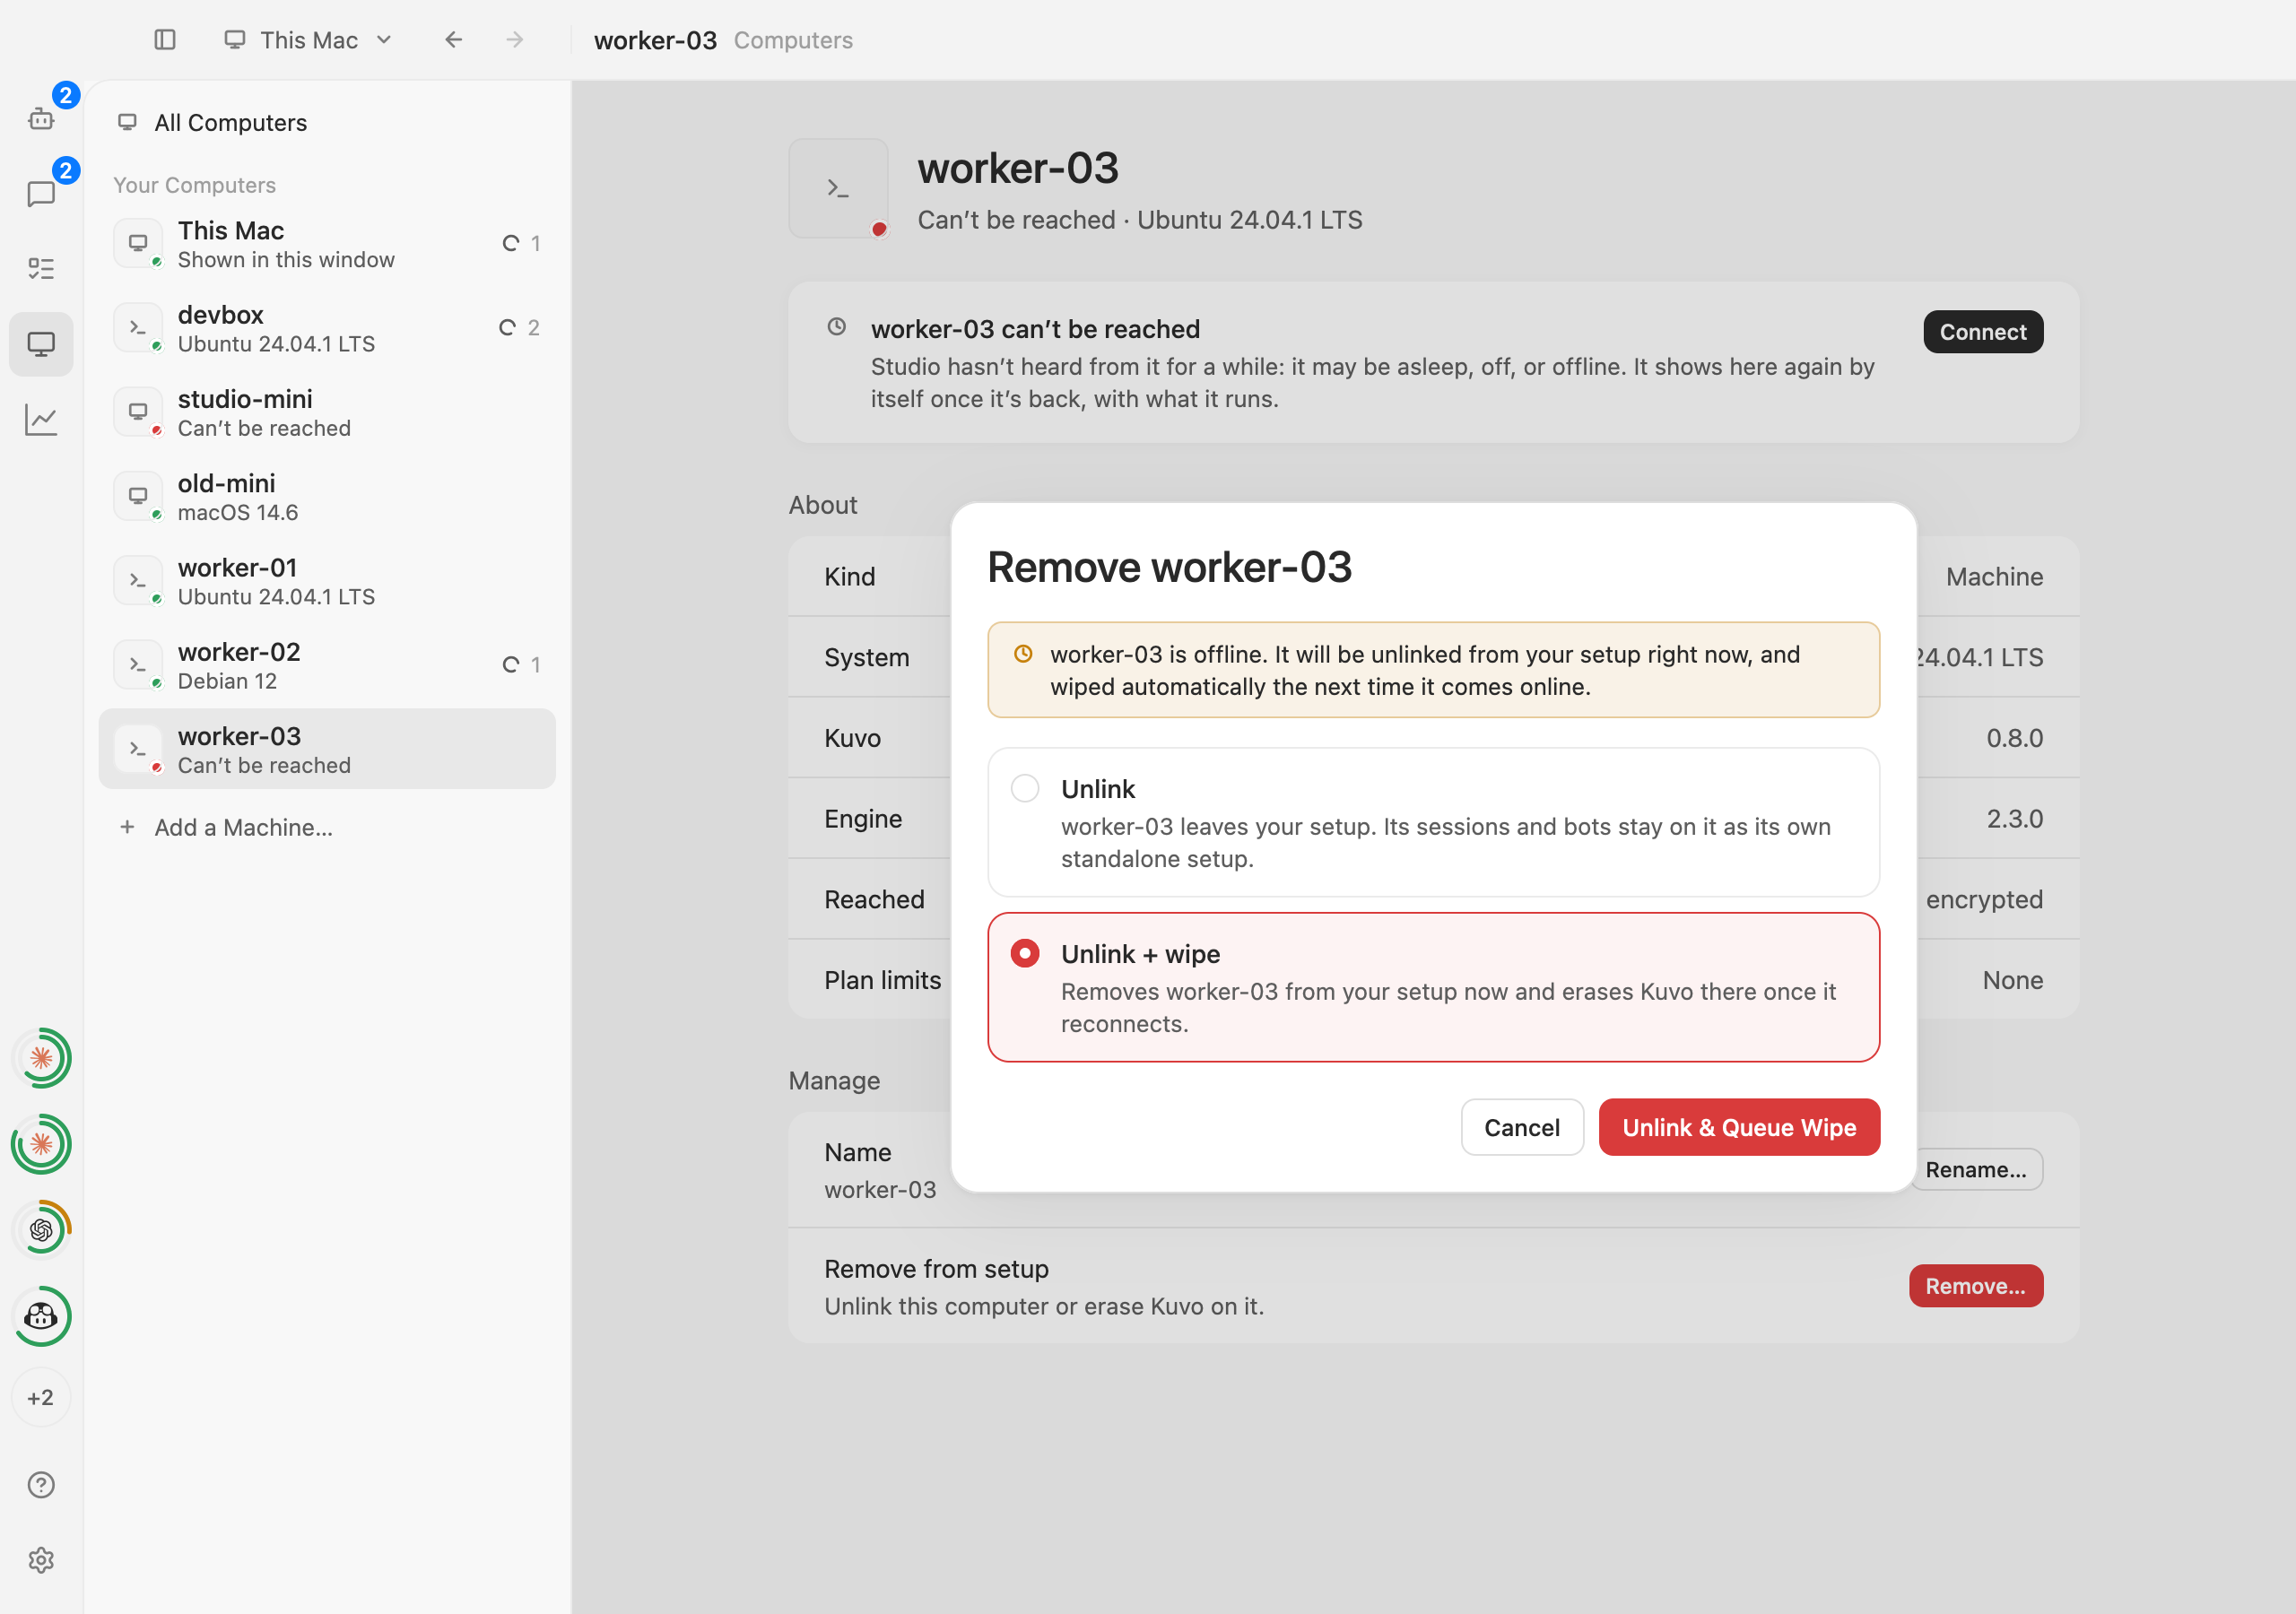 This Mac
worker-03 Computers
2
2
All Computers
Your Computers
This Mac
Shown in this window
1
devbox
Ubuntu 24.04.1 LTS
2
studio-mini
Can't be reached
old-mini
macOS 14.6
worker-01
Ubuntu 24.04.1 LTS
worker-02
Debian 12
1
worker-03
Can't be reached
+ Add a Machine...
+2
worker-03
Can't be reached · Ubuntu 24.04.1 LTS
worker-03 can't be reached
Connect
Studio hasn't heard from it for a while: it may be asleep, off, or offline. It shows here again by
itself once it's back, with what it runs.
About
Kind
Machine
System
24.04.1 LTS
Kuvo
0.8.0
Engine
2.3.0
Reached
encrypted
Plan limits
None
Remove worker-03
worker-03 is offline. It will be unlinked from your setup right now, and
wiped automatically the next time it comes online.
Unlink
worker-03 leaves your setup. Its sessions and bots stay on it as its own
standalone setup.
Unlink + wipe
Removes worker-03 from your setup now and erases Kuvo there once it
reconnects.
Cancel
Unlink & Queue Wipe
Manage
Name
worker-03
Rename...
Remove from setup
Unlink this computer or erase Kuvo on it.
Remove...